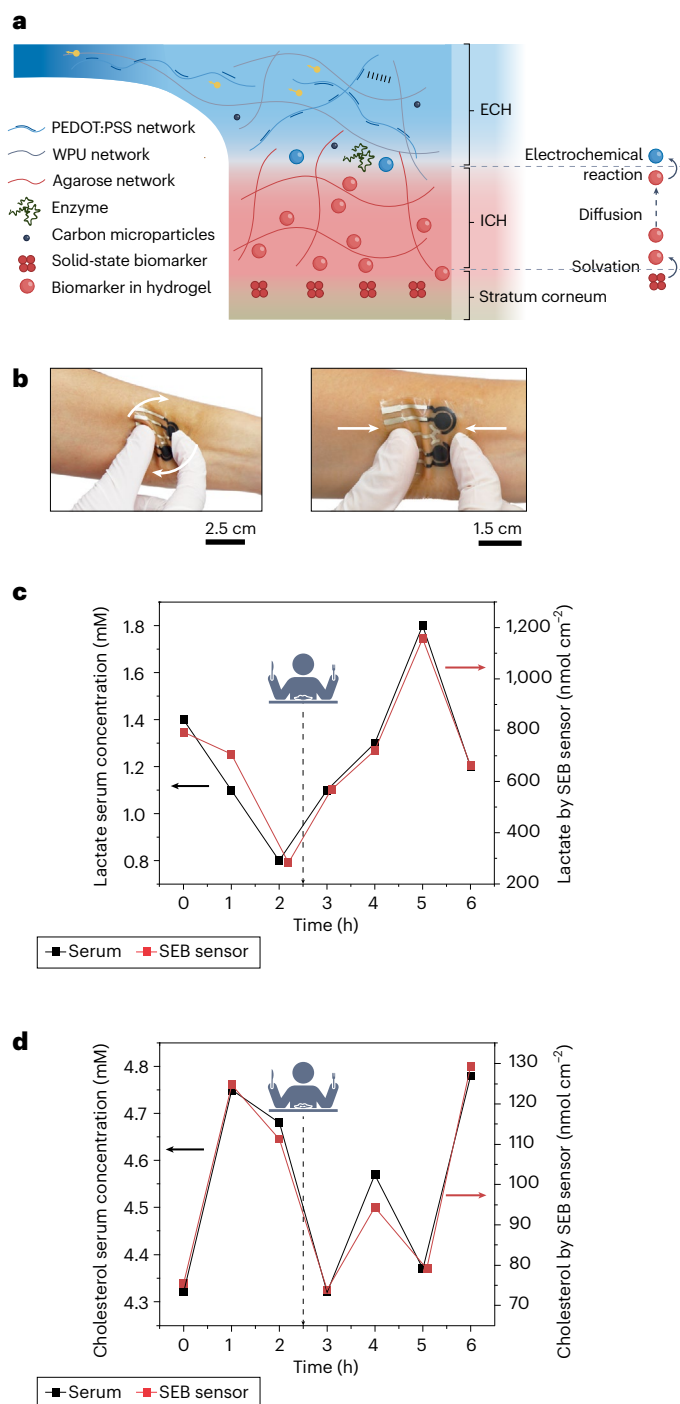 a
PEDOT:PSS network
WPU network
Agarose network
Enzyme
Carbon microparticles
Solid-state biomarker
Biomarker in hydrogel
ECH
ICH
Stratum corneum
Electrochemical
reaction
Diffusion
Solvation
b
2.5 cm
1.5 cm
c
Lactate serum concentration (mM)
1.8
1.6
1.4
1.2
1.0
0.8
1,200
1,000
800
600
400
200
Lactate by SEB sensor (nmol cm⁻²)
0 1 2 3 4 5 6
Time (h)
Serum SEB sensor
d
Cholesterol serum concentration (mM)
4.8
4.7
4.6
4.5
4.4
4.3
130
120
110
100
90
80
70
Cholesterol by SEB sensor (nmol cm⁻²)
0 1 2 3 4 5 6
Time (h)
Serum SEB sensor